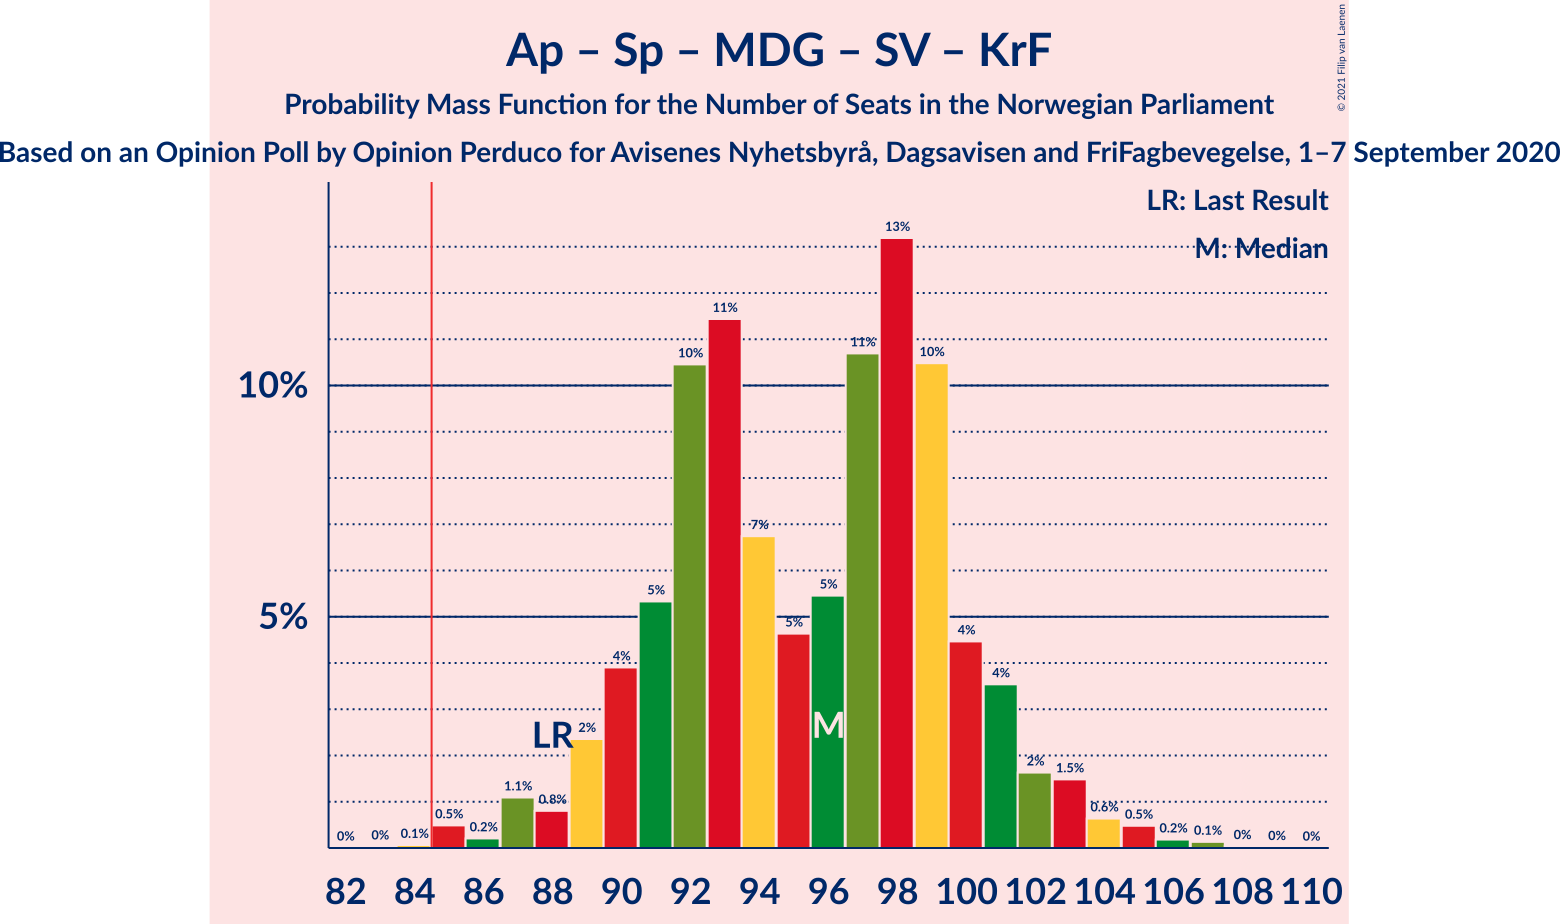 Ap – Sp – MDG – SV – KrF
Probability Mass Function for the Number of Seats in the Norwegian Parliament
Based on an Opinion Poll by Opinion Perduco for Avisenes Nyhetsbyrå, Dagsavisen and FriFagbevegelse, 1–7 September 2020
© 2021 Filip van Laenen
LR: Last Result
M: Median
10%
5%
0% 0% 0.1% 0.5% 0.2% 1.1% 0.8% 2% 4% 5% 10% 11% 7% 5% 5% 11% 13% 10% 4% 4% 2% 1.5% 0.6% 0.5% 0.2% 0.1% 0% 0% 0%
LR
M
82 84 86 88 90 92 94 96 98 100 102 104 106 108 110